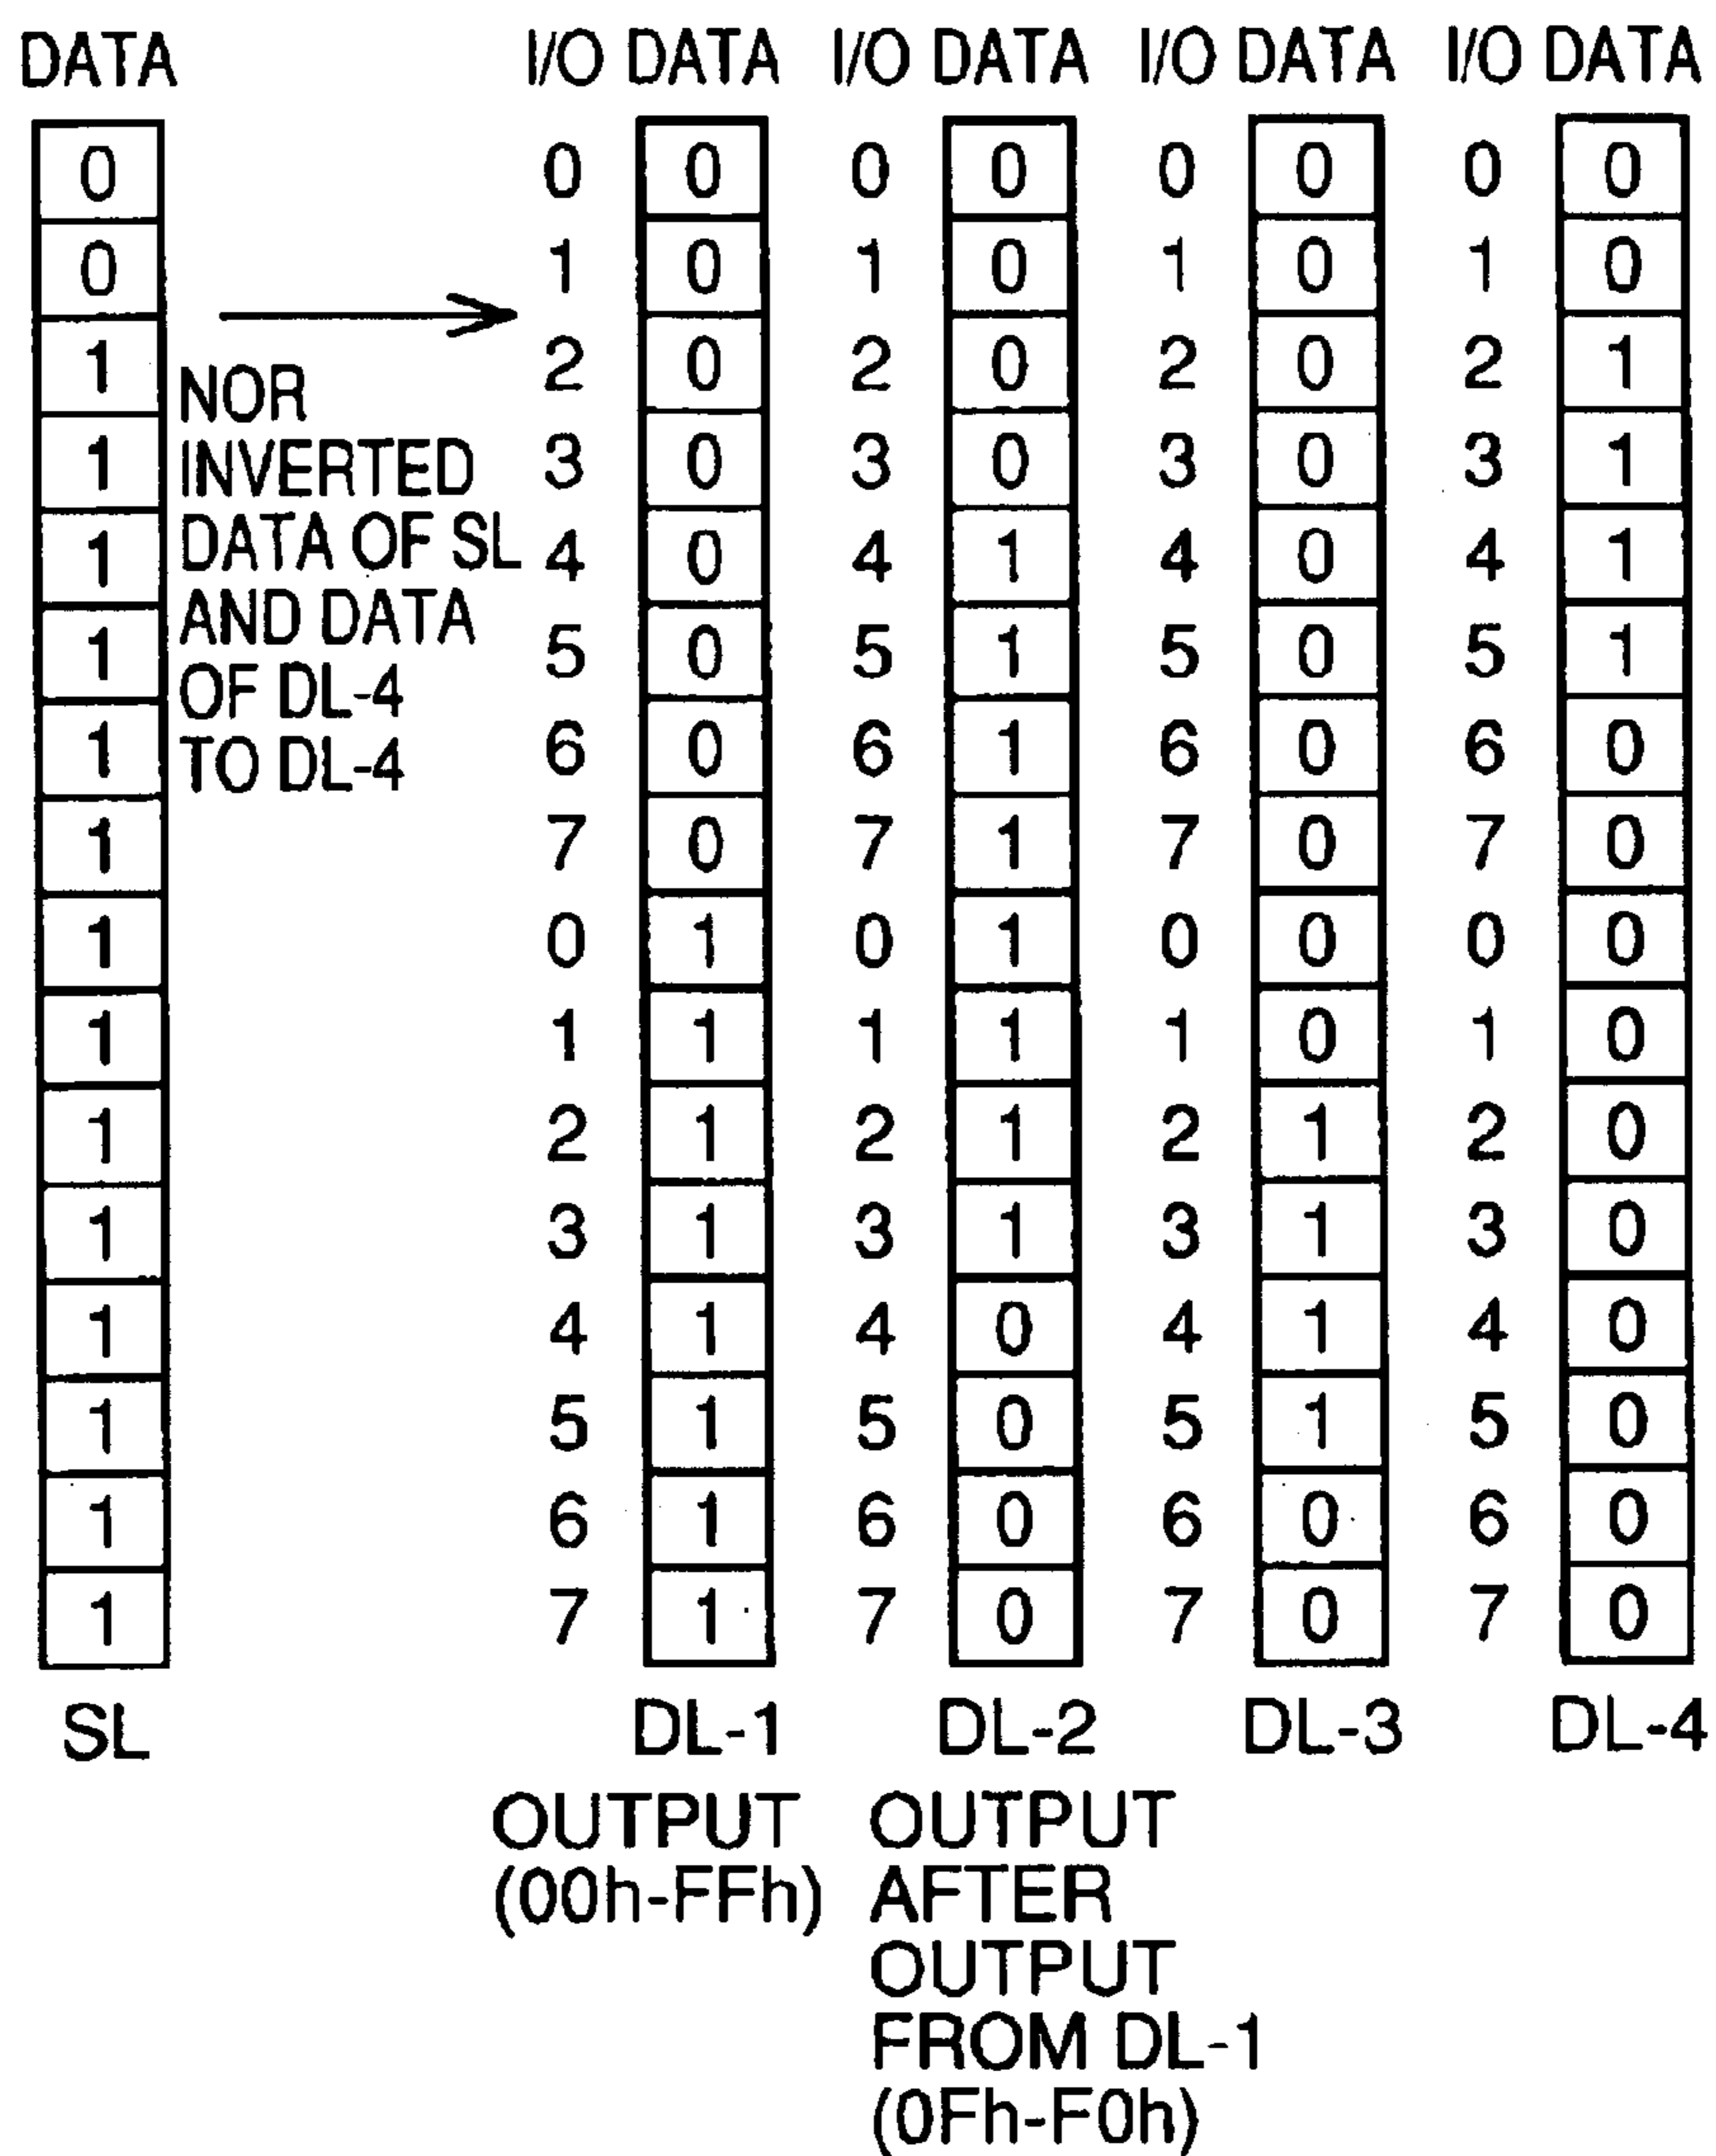 DATA I/O DATA I/O DATA I/O DATA I/O DATA
0 0 0 0 0 0 0 0 0
0 1 0 1 0 1 0 1 0
1 2 0 2 0 2 0 2 1
NOR
1 3 0 3 0 3 0 3 1
INVERTED
1 4 0 4 1 4 0 4 1
DATA OF SL
1 5 0 5 1 5 0 5 1
AND DATA
OF DL-4
1 6 0 6 1 6 0 6 0
TO DL-4
1 7 0 7 1 7 0 7 0
1 0 1 0 1 0 0 0 0
1 1 1 1 1 1 0 1 0
1 2 1 2 1 2 1 2 0
1 3 1 3 1 3 1 3 0
1 4 1 4 0 4 1 4 0
1 5 1 5 0 5 1 5 0
1 6 1 6 0 6 0 6 0
1 7 1 7 0 7 0 7 0
SL DL-1 DL-2 DL-3 DL-4
OUTPUT
(00h-FFh)
OUTPUT
AFTER
OUTPUT
FROM DL-1
(0Fh-F0h)